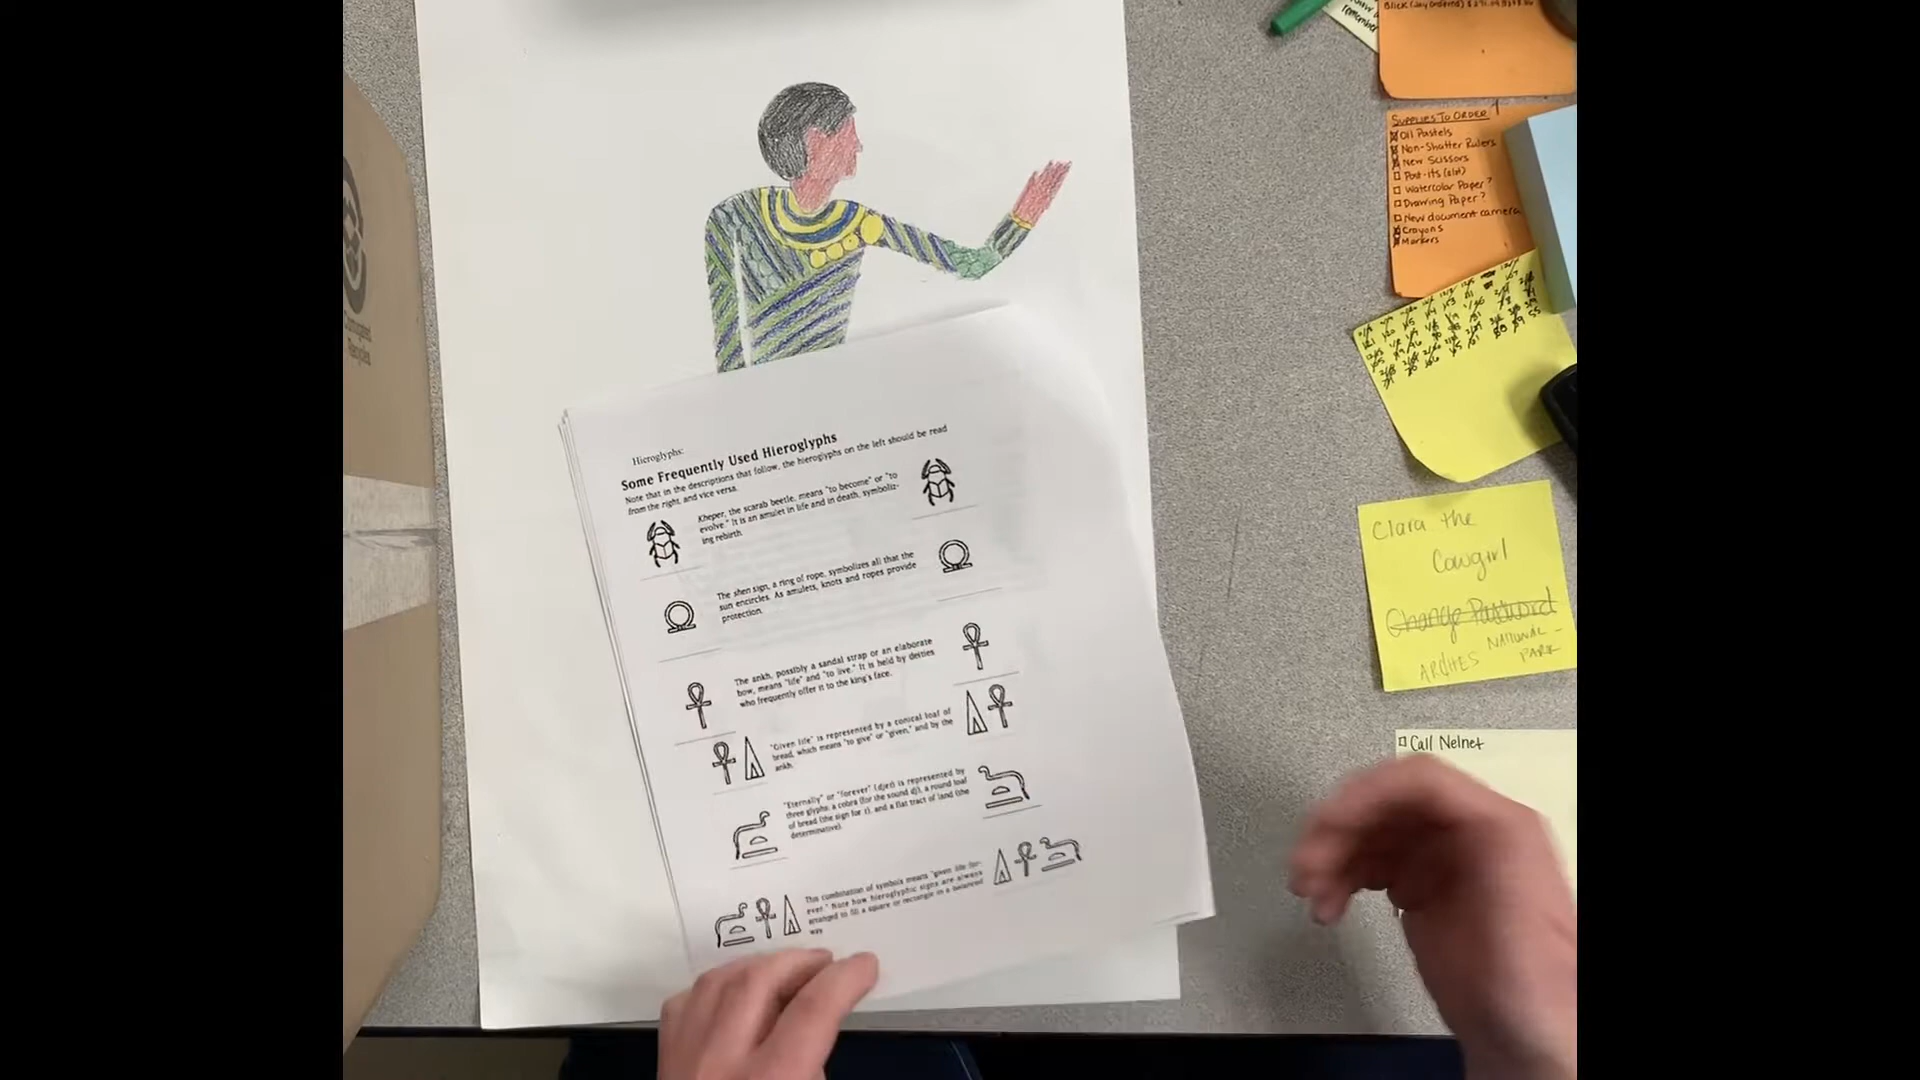 Hieroglyphs:
Some Frequently Used Hieroglyphs
Note that in the descriptions that follow, the hieroglyphs on the left should be read
from the right, and vice versa.
Kheper, the scarab beetle, means "to become" or "to
evolve." It is an amulet in life and in death, symboliz-
ing rebirth.
The shen sign, a ring of rope, symbolizes all that the
sun encircles. As amulets, knots and ropes provide
protection.
The ankh, possibly a sandal strap or an elaborate
bow, means "life" and "to live." It is held by deities
who frequently offer it to the king's face.
"Given life" is represented by a conical loaf of
bread, which means "to give" or "given," and by the
ankh.
"Eternally" or "forever" (djet) is represented by
three glyphs: a cobra (for the sound dj), a round loaf
of bread (the sign for t), and a flat tract of land (the
determinative).
This combination of symbols means "given life for-
ever." Note how hieroglyphic signs are always
arranged to fill a square or rectangle in a balanced
way.
remember
Blick
SUPPLIES TO ORDER
Oil Pastels
Non-Shatter Rulers
New Scissors
Post-its (old)
Watercolor Paper?
Drawing Paper?
New document camera
Crayons
Markers
Clara the
Cowgirl
Change Password
NATIONAL
PARK
ARCHES
Call Nelnet
Corrugated
Recycles